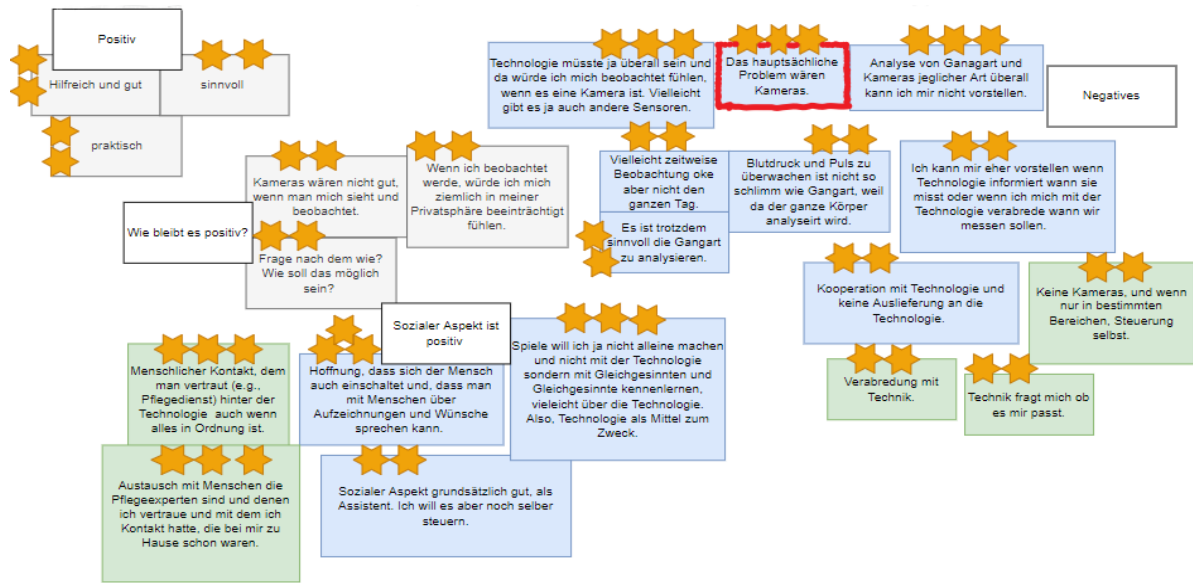 Positiv
Hilfreich und gut
sinnvoll
praktisch
Technologie müsste ja überall sein und
da würde ich mich beobachtet fühlen,
wenn es eine Kamera ist. Vielleicht
gibt es ja auch andere Sensoren.
Das hauptsächliche
Problem wären
Kameras.
Analyse von Ganagart und
Kameras jeglicher Art überall
kann ich mir nicht vorstellen.
Negatives
Kameras wären nicht gut,
wenn man mich sieht und
beobachtet.
Wenn ich beobachtet
werde, würde ich mich
ziemlich in meiner
Privatsphäre beeinträchtigt
fühlen.
Wie bleibt es positiv?
Frage nach dem wie?
Wie soll das möglich
sein?
Vielleicht zeitweise
Beobachtung oke
aber nicht den
ganzen Tag.
Es ist trotzdem
sinnvoll die Gangart
zu analysieren.
Blutdruck und Puls zu
überwachen ist nicht so
schlimm wie Gangart, weil
da der ganze Körper
analyseirt wird.
Ich kann mir eher vorstellen wenn
Technologie informiert wann sie
misst oder wenn ich mich mit der
Technologie verabrede wann wir
messen sollen.
Kooperation mit Technologie und
keine Auslieferung an die
Technologie.
Keine Kameras, und wenn
nur in bestimmten
Bereichen, Steuerung
selbst.
Verabredung mit
Technik.
Technik fragt mich ob
es mir passt.
Sozialer Aspekt ist
positiv
Menschlicher Kontakt, dem
man vertraut (e.g.,
Pflegedienst) hinter der
Technologie auch wenn
alles in Ordnung ist.
Hoffnung, dass sich der Mensch
auch einschaltet und, dass man
mit Menschen über
Aufzeichnungen und Wünsche
sprechen kann.
Spiele will ich ja nicht alleine machen
und nicht mit der Technologie
sondern mit Gleichgesinnten und
Gleichgesinnte kennenlernen,
vieleicht über die Technologie.
Also, Technologie als Mittel zum
Zweck.
Austausch mit Menschen die
Pflegeexperten sind und denen
ich vertraue und mit dem ich
Kontakt hatte, die bei mir zu
Hause schon waren.
Sozialer Aspekt grundsätzlich gut, als
Assistent. Ich will es aber noch selber
steuern.